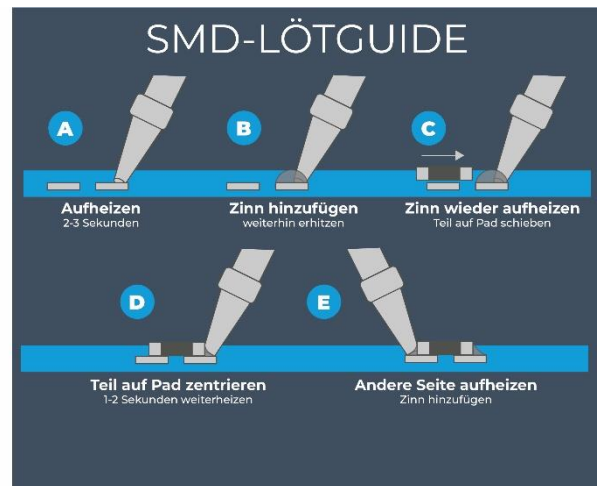 SMD-LÖTGUIDE
A
B
C
Aufheizen
2-3 Sekunden
Zinn hinzufügen
weiterhin erhitzen
Zinn wieder aufheizen
Teil auf Pad schieben
D
E
Teil auf Pad zentrieren
1-2 Sekunden weiterheizen
Andere Seite aufheizen
Zinn hinzufügen